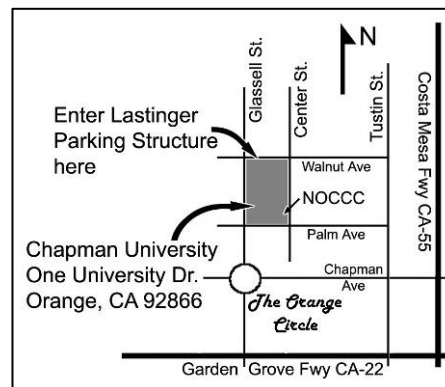 N
Glassell St.
Center St.
Tustin St.
Costa Mesa Fwy CA-55
Enter Lastinger
Parking Structure
here
Walnut Ave
NOCCC
Palm Ave
Chapman University
One University Dr.
Orange, CA 92866
Chapman
Ave
The Orange
Circle
Garden Grove Fwy CA-22